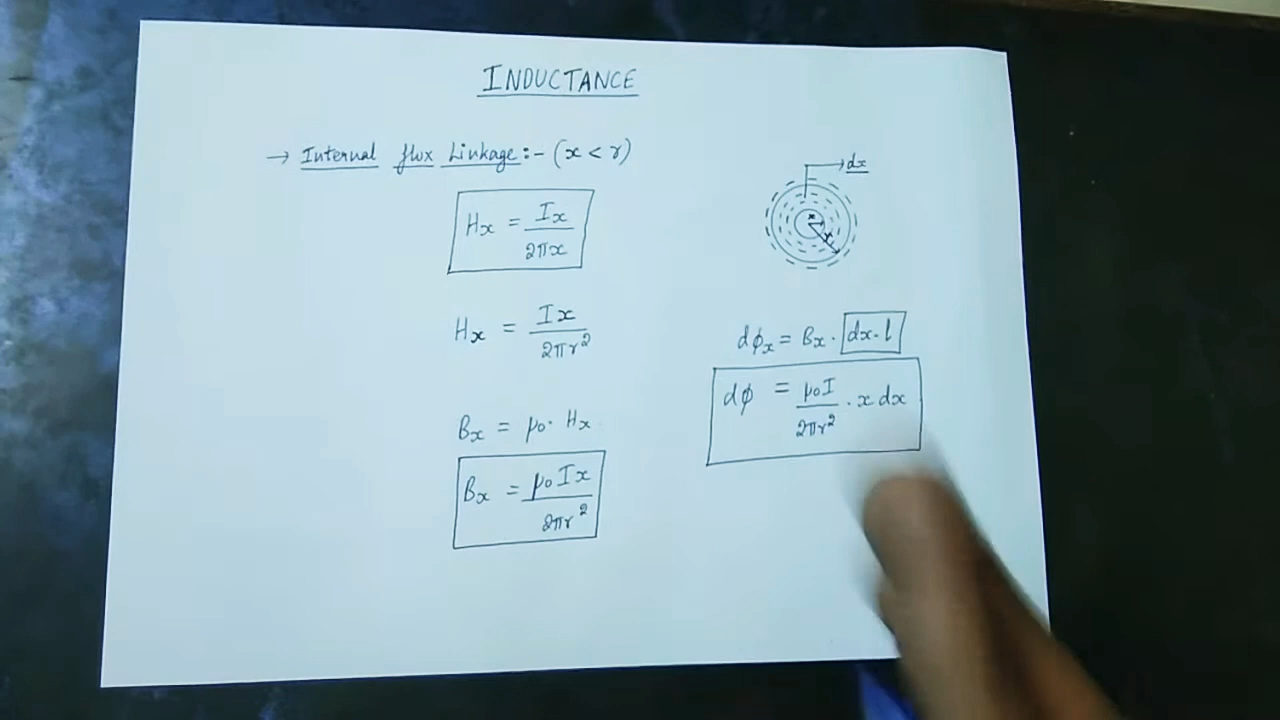 INDUCTANCE
→ Internal flux Linkage:- (x < r)
Hx = Ix / 2πx
Hx = Ix / 2πr²
Bx = μ₀· Hx
Bx = μ₀Ix / 2πr²
dx
x
r
dϕx = Bx · dx·l
dϕ = μ₀I / 2πr² · x dx